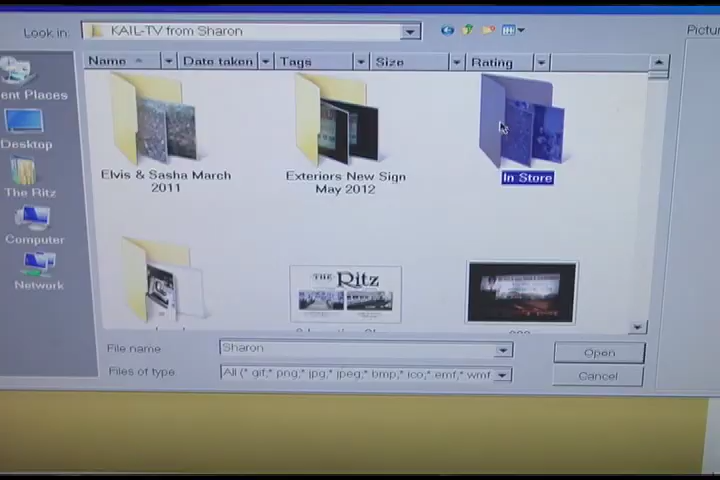 Look in:
KAIL-TV from Sharon
Pictur
Name
Date taken
Tags
Size
Rating
ent Places
Desktop
The Ritz
Computer
Network
Elvis & Sasha March
2011
Exteriors New Sign
May 2012
In Store
THE Ritz
File name:
Sharon
Open
Files of type:
All (*.gif;*.png;*.jpg;*.jpeg;*.bmp;*.ico;*.emf;*.wmf
Cancel